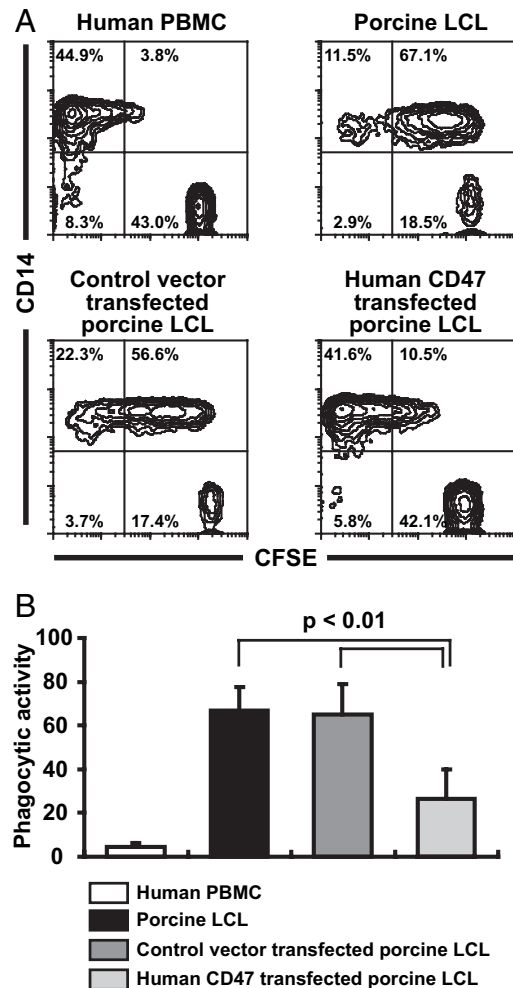 A
Human PBMC
Porcine LCL
44.9% 3.8%
11.5% 67.1%
8.3% 43.0%
2.9% 18.5%
Control vector
transfected
porcine LCL
Human CD47
transfected
porcine LCL
22.3% 56.6%
41.6% 10.5%
3.7% 17.4%
5.8% 42.1%
CD14
CFSE
B
p < 0.01
Phagocytic activity
100
80
60
40
20
0
Human PBMC
Porcine LCL
Control vector transfected porcine LCL
Human CD47 transfected porcine LCL